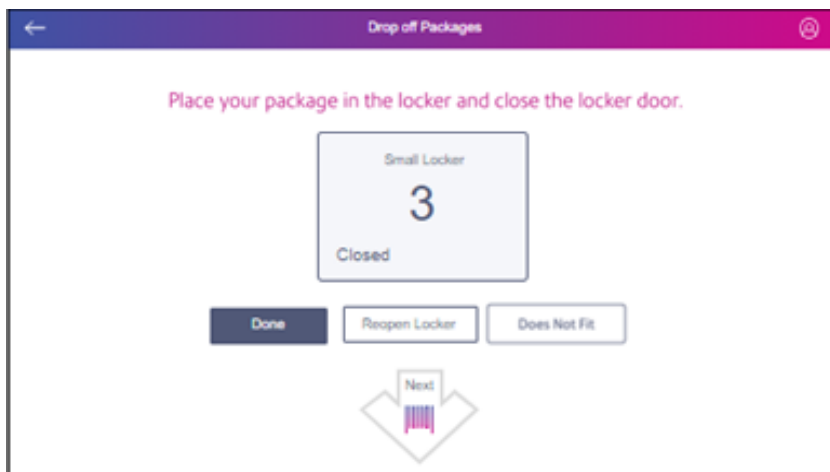 Drop off Packages
Place your package in the locker and close the locker door.
Small Locker
3
Closed
Done
Reopen Locker
Does Not Fit
Next